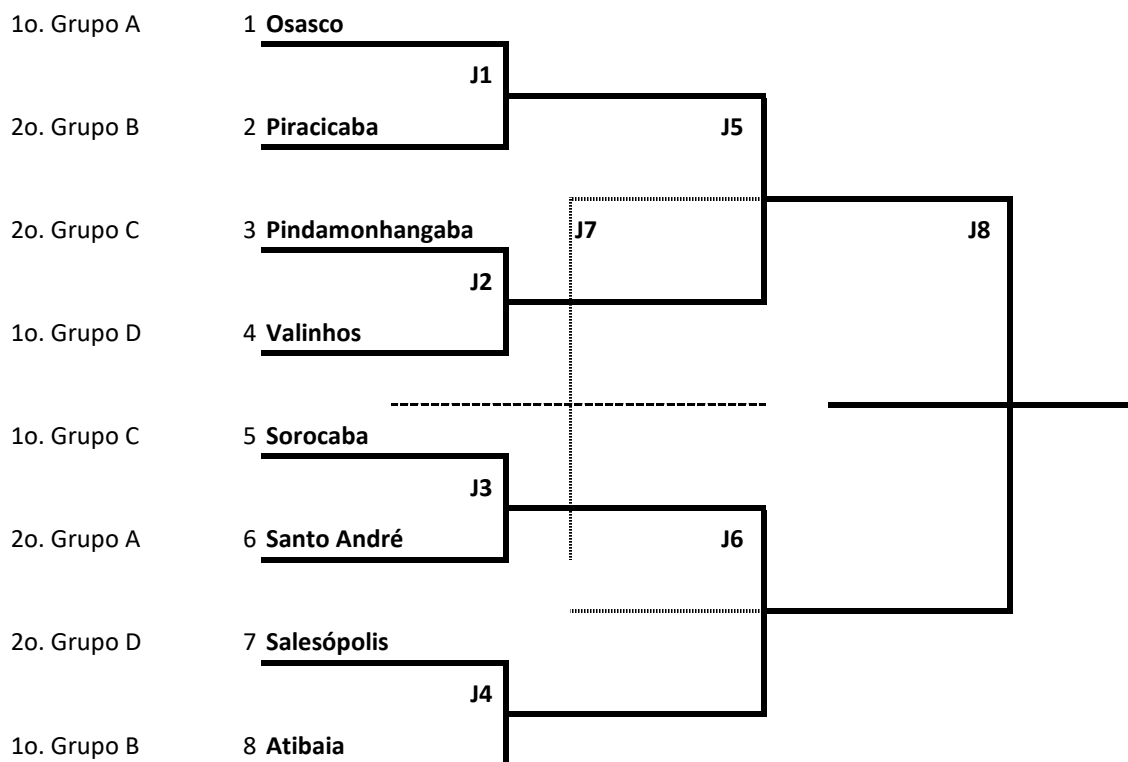 1o. Grupo A 1 Osasco
J1
2o. Grupo B 2 Piracicaba J5
2o. Grupo C 3 Pindamonhangaba J7 J8
J2
1o. Grupo D 4 Valinhos
1o. Grupo C 5 Sorocaba
J3
2o. Grupo A 6 Santo André J6
2o. Grupo D 7 Salesópolis
J4
1o. Grupo B 8 Atibaia